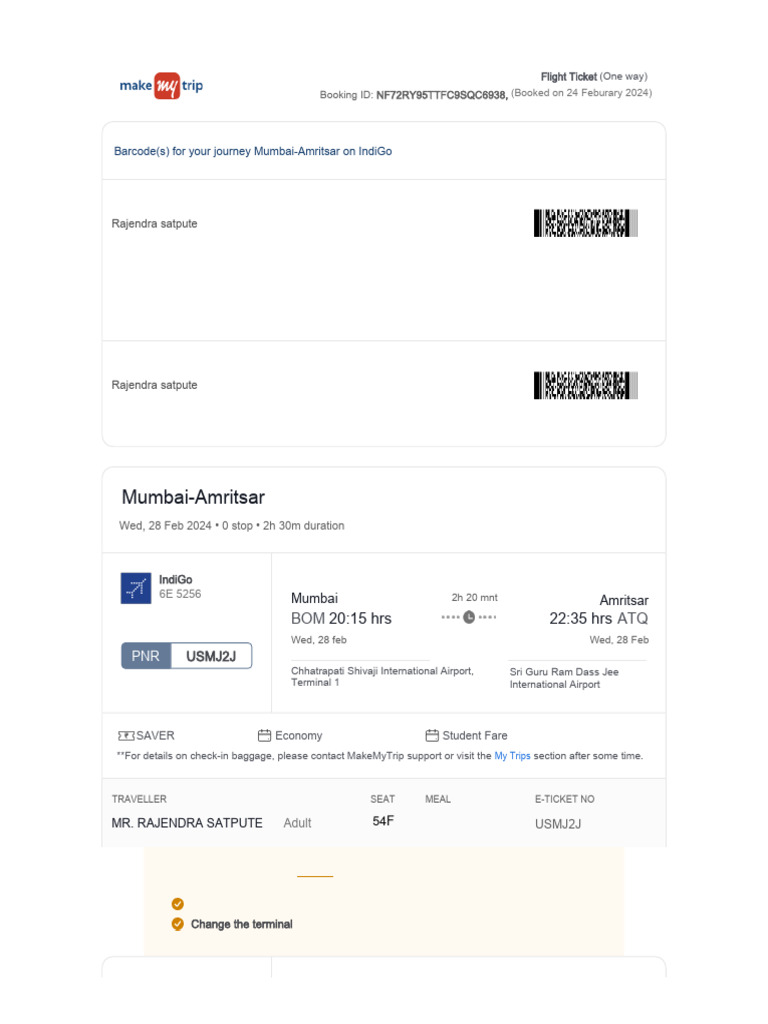 make my trip
Flight Ticket (One way)
Booking ID: NF72RY95TTFC9SQC6938, (Booked on 24 Feburary 2024)
Barcode(s) for your journey Mumbai-Amritsar on IndiGo
Rajendra satpute
Rajendra satpute
Mumbai-Amritsar
Wed, 28 Feb 2024 • 0 stop • 2h 30m duration
IndiGo
6E 5256
PNR USMJ2J
Mumbai
BOM 20:15 hrs
Wed, 28 feb
Chhatrapati Shivaji International Airport,
Terminal 1
2h 20 mnt
Amritsar
22:35 hrs ATQ
Wed, 28 Feb
Sri Guru Ram Dass Jee
International Airport
SAVER Economy Student Fare
**For details on check-in baggage, please contact MakeMyTrip support or visit the My Trips section after some time.
TRAVELLER SEAT MEAL E-TICKET NO
MR. RAJENDRA SATPUTE Adult 54F USMJ2J
Change the terminal